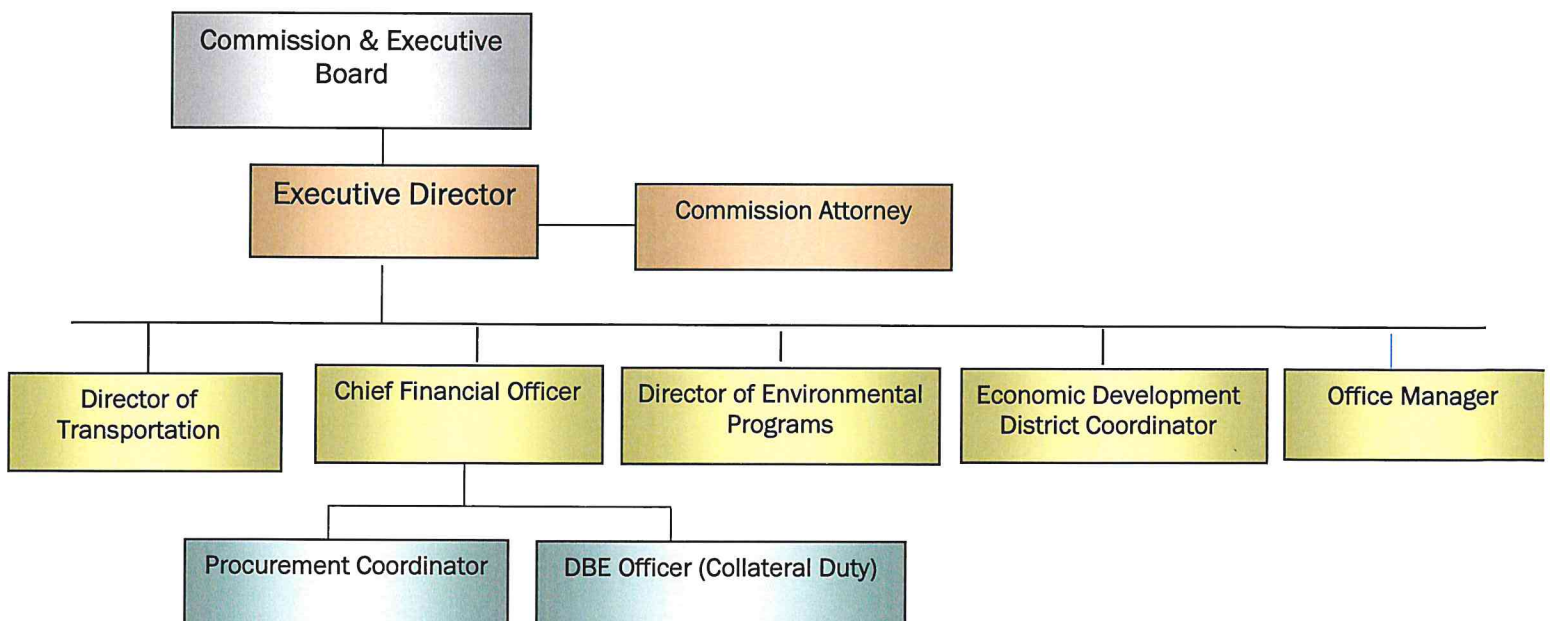 Commission & Executive
Board
Executive Director
Commission Attorney
Director of
Transportation
Chief Financial Officer
Director of Environmental
Programs
Economic Development
District Coordinator
Office Manager
Procurement Coordinator
DBE Officer (Collateral Duty)